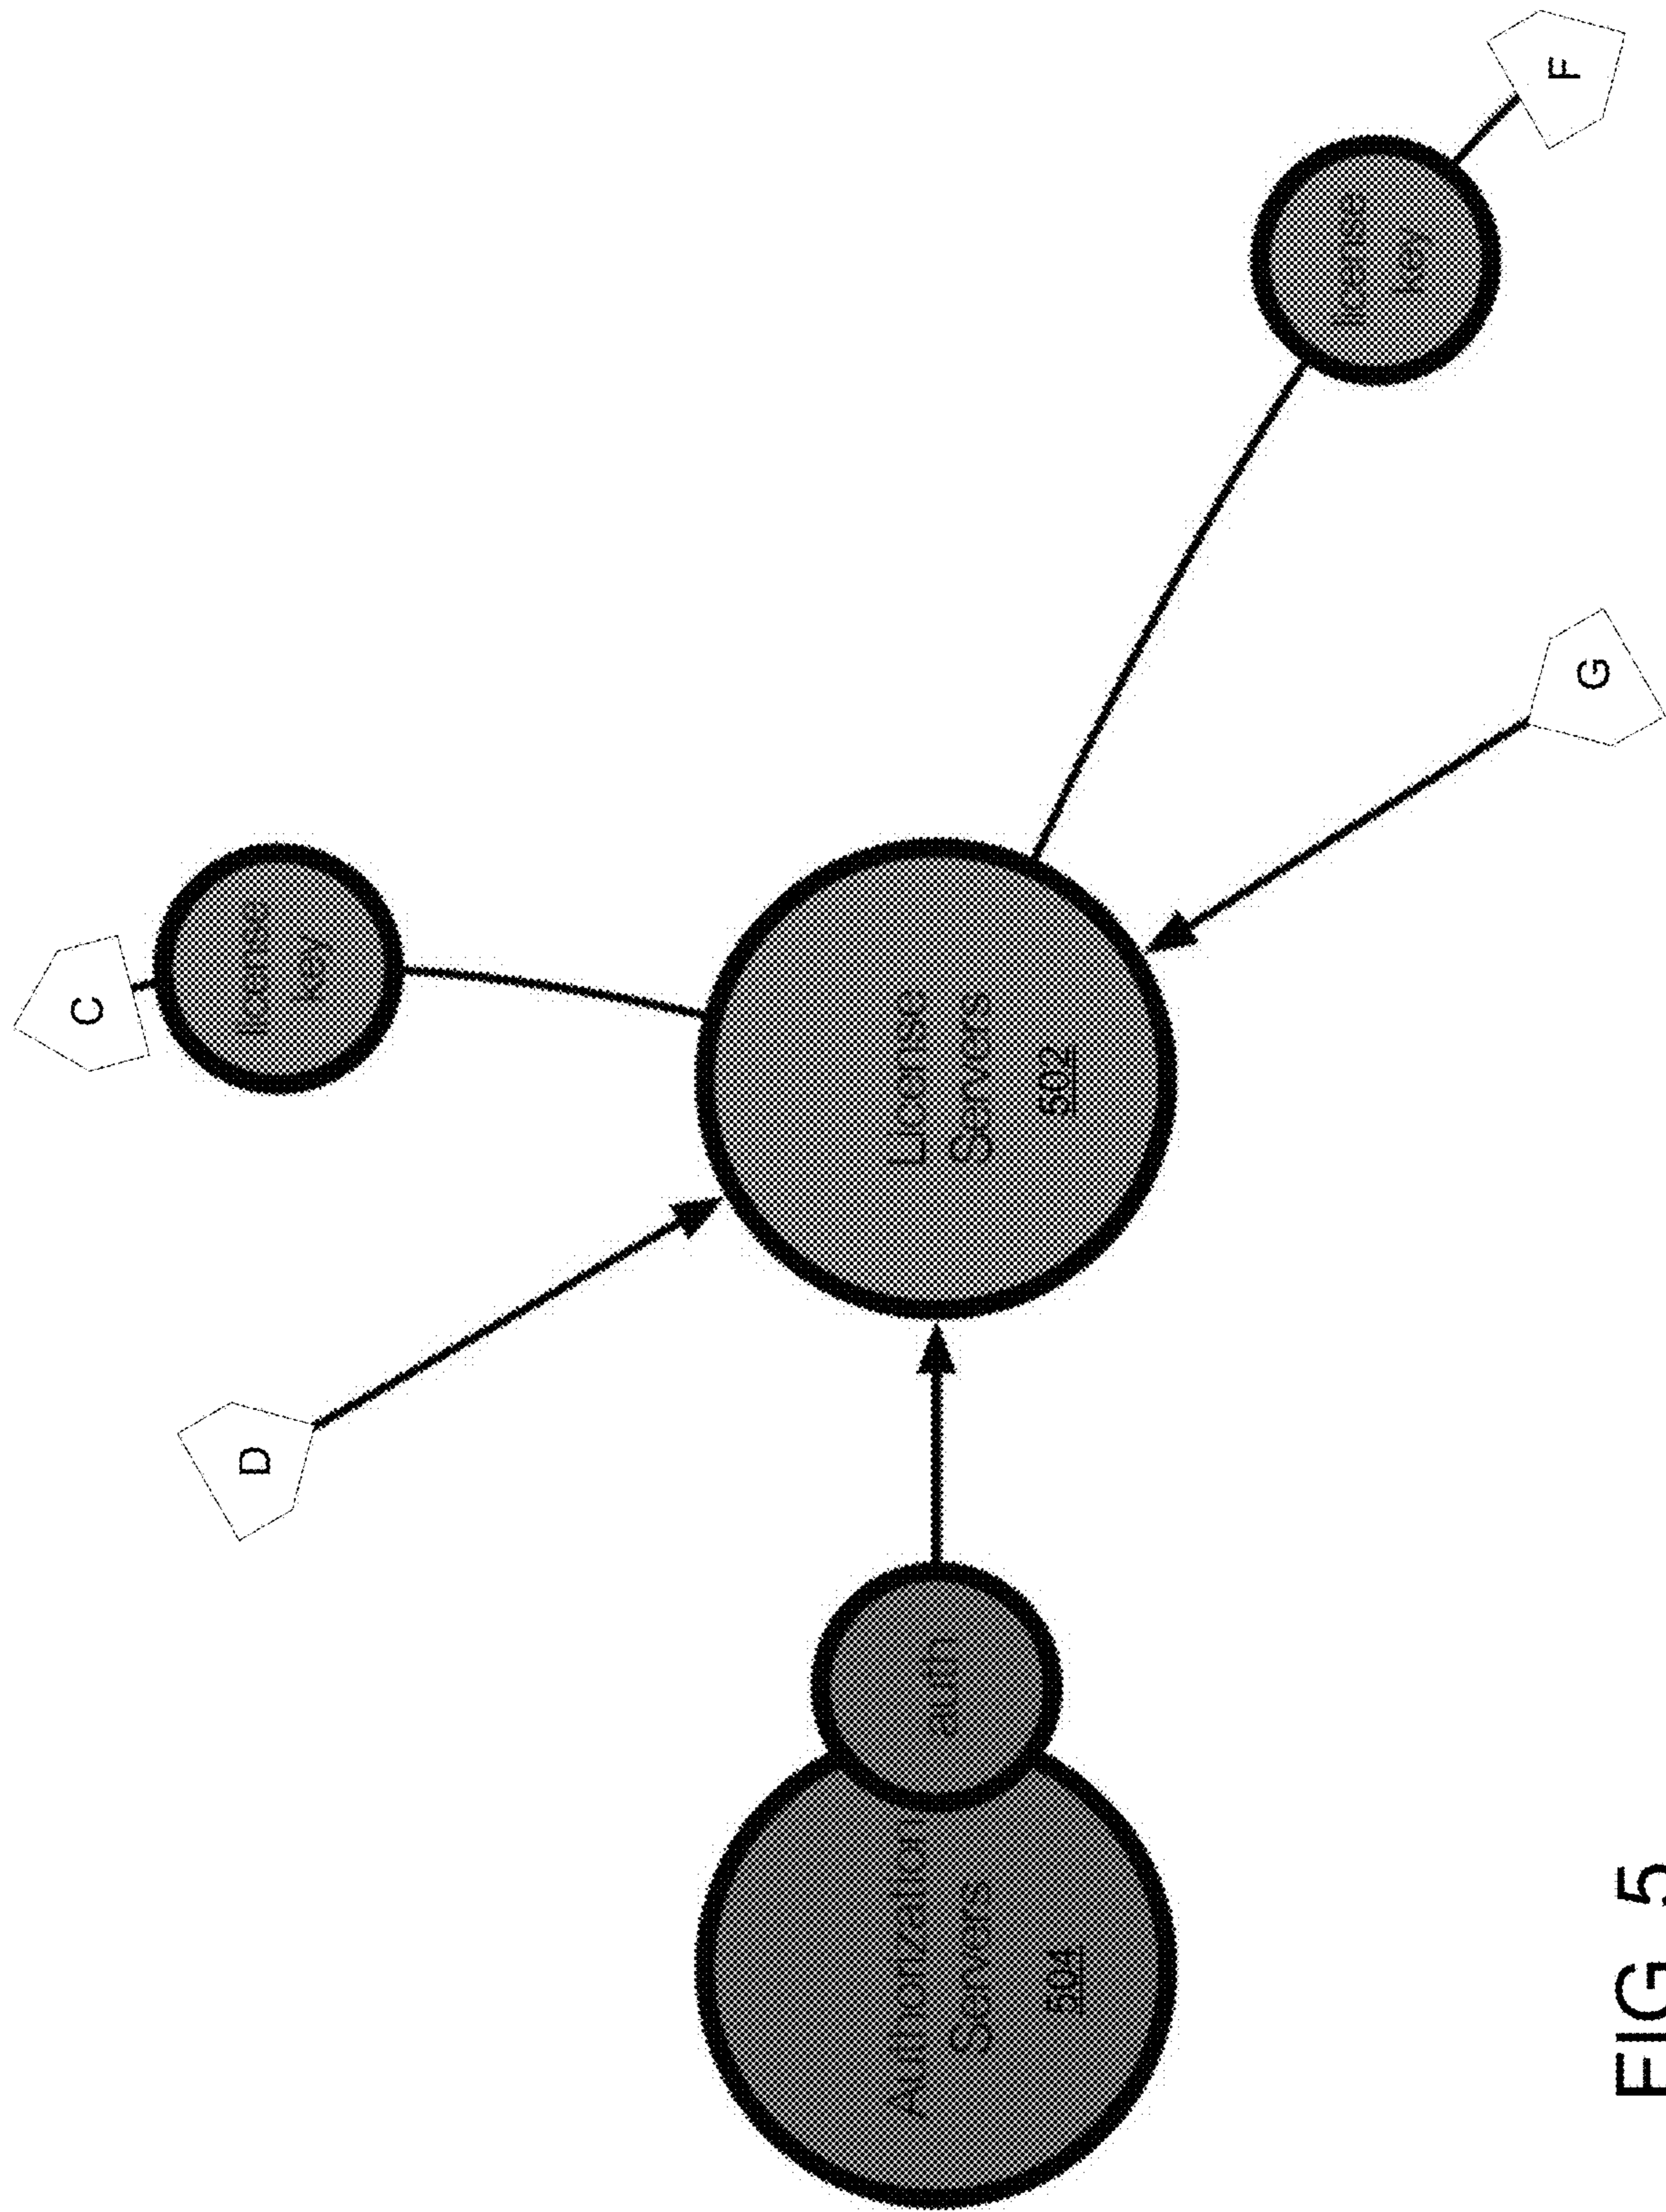 C
license
key
D
License
Servers
502
Authorization
Servers
504
auth
G
license
key
F
FIG. 5